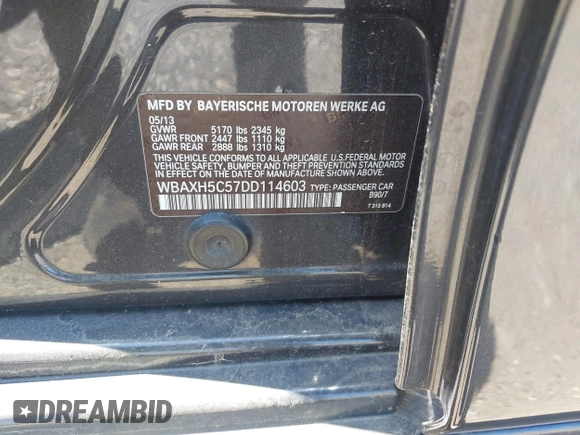 MFD BY BAYERISCHE MOTOREN WERKE AG
05/13
GVWR 5170 lbs 2345 kg
GAWR FRONT 2447 lbs 1110 kg
GAWR REAR 2888 lbs 1310 kg
THIS VEHICLE CONFORMS TO ALL APPLICABLE U.S.FEDERAL MOTOR
VEHICLE SAFETY, BUMPER AND THEFT PREVENTION STANDARDS
IN EFFECT ON THE DATE OF MANUFACTURE SHOWN ABOVE.
WBAXH5C57DD114603 TYPE: PASSENGER CAR
B90/7
7 315 814
DREAMBID